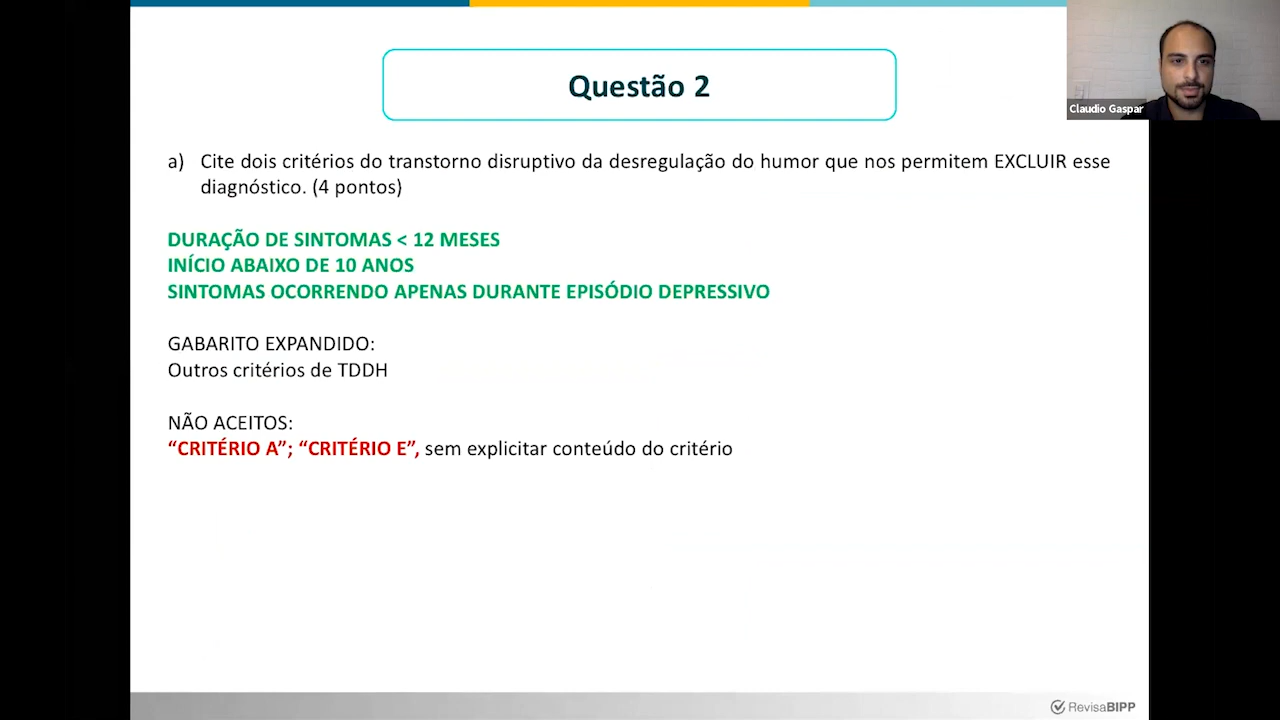 Questão 2
Claudio Gaspar
a) Cite dois critérios do transtorno disruptivo da desregulação do humor que nos permitem EXCLUIR esse
diagnóstico. (4 pontos)
DURAÇÃO DE SINTOMAS < 12 MESES
INÍCIO ABAIXO DE 10 ANOS
SINTOMAS OCORRENDO APENAS DURANTE EPISÓDIO DEPRESSIVO
GABARITO EXPANDIDO:
Outros critérios de TDDH
NÃO ACEITOS:
“CRITÉRIO A”; “CRITÉRIO E”, sem explicitar conteúdo do critério
RevisaBIPP